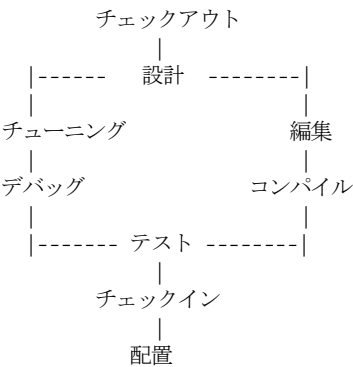 チェックアウト
設計
チューニング 編集
デバッグ コンパイル
テスト
チェックイン
配置